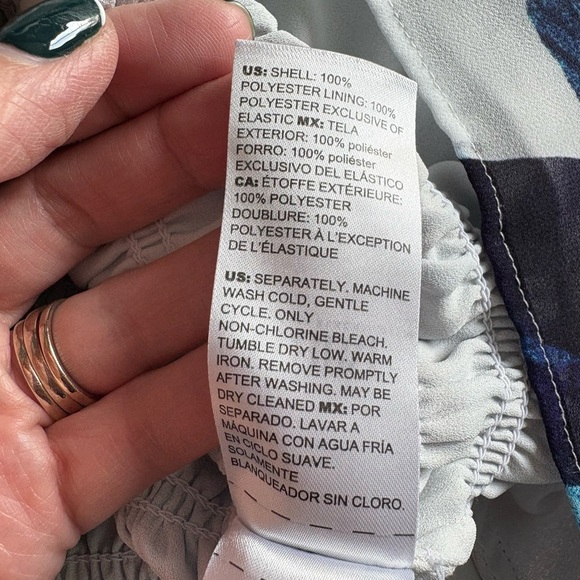 US: SHELL: 100%
POLYESTER LINING: 100%
POLYESTER EXCLUSIVE OF
ELASTIC MX: TELA
EXTERIOR: 100% poliéster
FORRO: 100% poliéster
EXCLUSIVO DEL ELÁSTICO
CA: ÉTOFFE EXTÉRIEURE:
100% POLYESTER
DOUBLURE: 100%
POLYESTER À L'EXCEPTION
DE L'ÉLASTIQUE
US: SEPARATELY. MACHINE
WASH COLD, GENTLE
CYCLE. ONLY
NON-CHLORINE BLEACH.
TUMBLE DRY LOW. WARM
IRON. REMOVE PROMPTLY
AFTER WASHING. MAY BE
DRY CLEANED MX: POR
SEPARADO. LAVAR A
MÁQUINA CON AGUA FRÍA
EN CICLO SUAVE.
SOLAMENTE
BLANQUEADOR SIN CLORO.